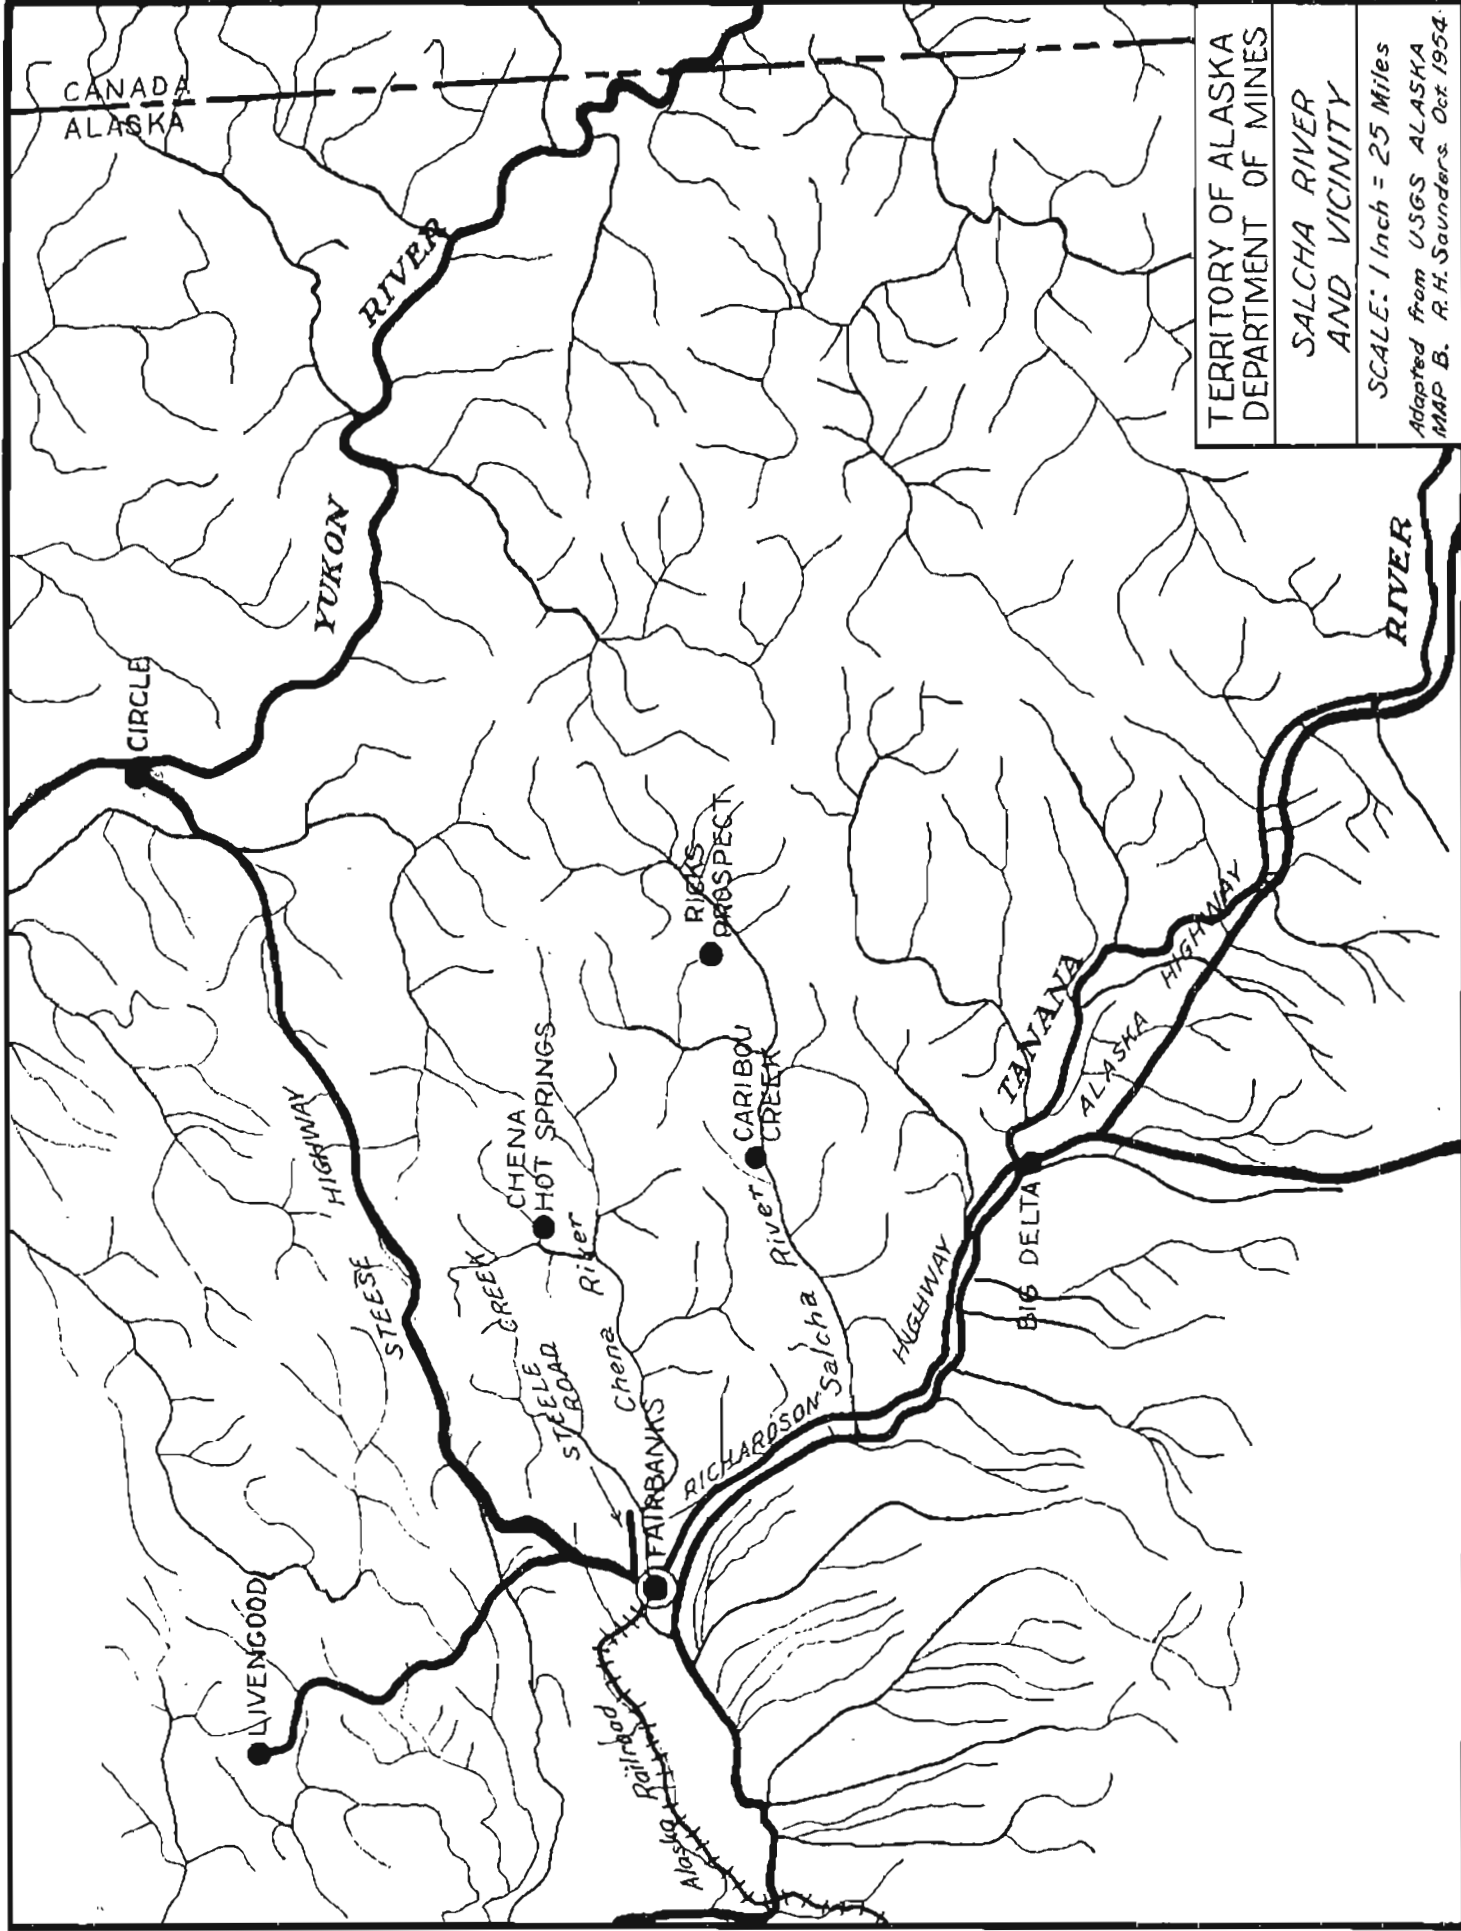 CANADA
ALASKA
YUKON
RIVER
CIRCLE
LIVENGOOD
STEESE
HIGHWAY
CHENA
HOT SPRINGS
STEELE CREEK
ROAD
Chena River
FAIRBANKS
Alaska Railroad
RICKS
PROSPECT
CARIBOU
CREEK
Salcha River
RICHARDSON
HIGHWAY
BIG DELTA
TANANA
RIVER
ALASKA HIGHWAY
TERRITORY OF ALASKA
DEPARTMENT OF MINES
SALCHA RIVER
AND VICINITY
SCALE: 1 Inch = 25 Miles
Adapted from USGS ALASKA
MAP B. R.H. Saunders. Oct. 1954